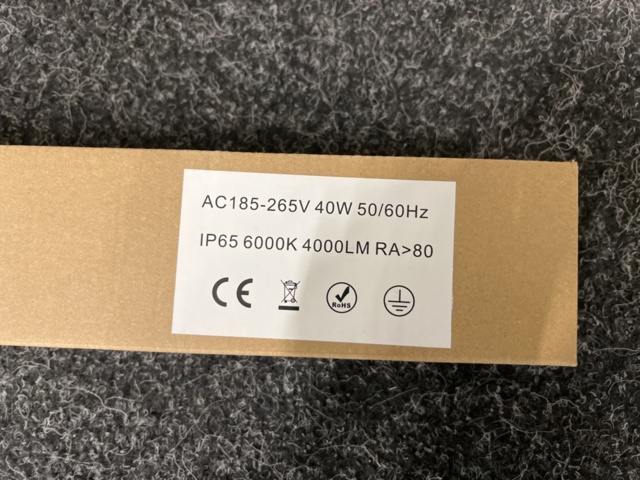 AC185-265V 40W 50/60Hz
IP65 6000K 4000LM RA>80
CE RoHS